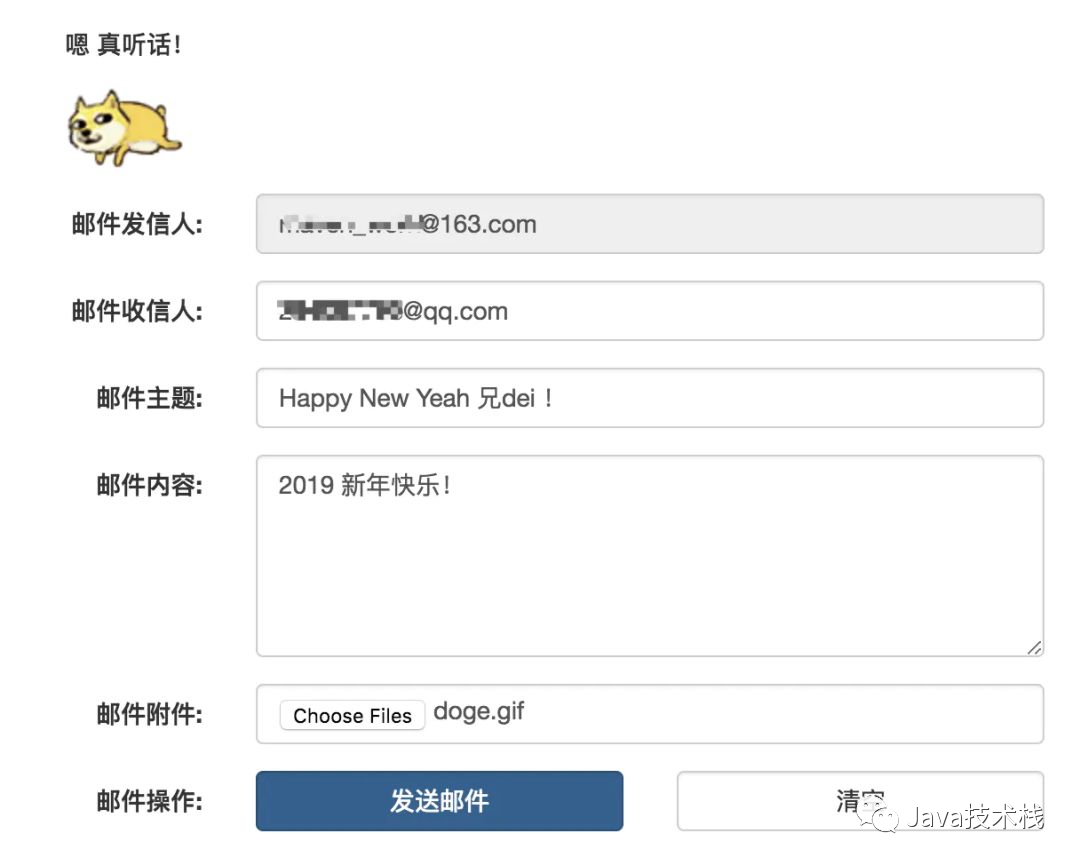 嗯 真听话！
邮件发信人: @163.com
邮件收信人: @qq.com
邮件主题: Happy New Yeah 兄dei！
邮件内容: 2019 新年快乐！
邮件附件: Choose Files doge.gif
邮件操作: 发送邮件 清空
Java技术栈